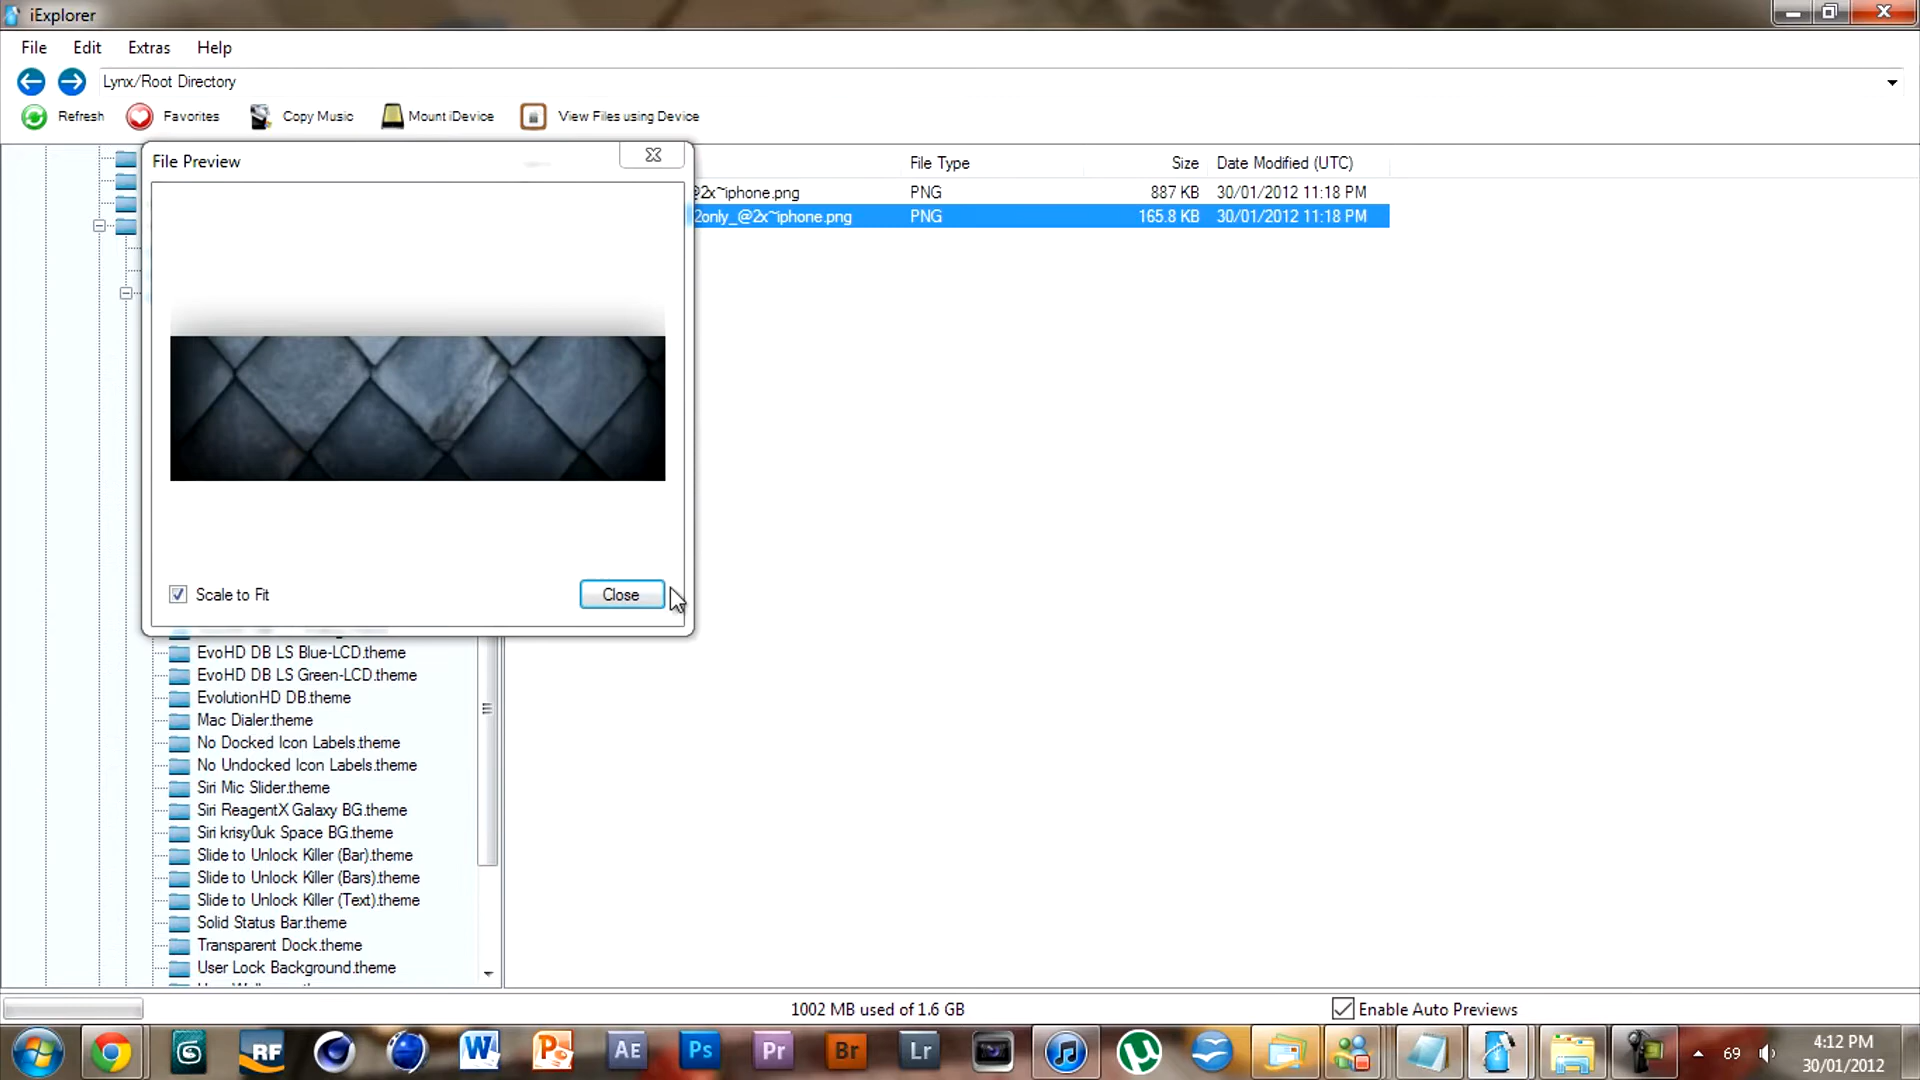 iExplorer
File Edit Extras Help
Lynx/Root Directory
Refresh Favorites Copy Music Mount iDevice View Files using Device
File Preview
File Type Size Date Modified (UTC)
@2x~iphone.png PNG 887 KB 30/01/2012 11:18 PM
2only_@2x~iphone.png PNG 165.8 KB 30/01/2012 11:18 PM
Scale to Fit Close
EvoHD DB LS Blue-LCD.theme
EvoHD DB LS Green-LCD.theme
EvolutionHD DB.theme
Mac Dialer.theme
No Docked Icon Labels.theme
No Undocked Icon Labels.theme
Siri Mic Slider.theme
Siri ReagentX Galaxy BG.theme
Siri krisy0uk Space BG.theme
Slide to Unlock Killer (Bar).theme
Slide to Unlock Killer (Bars).theme
Slide to Unlock Killer (Text).theme
Solid Status Bar.theme
Transparent Dock.theme
User Lock Background.theme
1002 MB used of 1.6 GB Enable Auto Previews
RF W P AE Ps Pr Br Lr 69 4:12 PM
30/01/2012